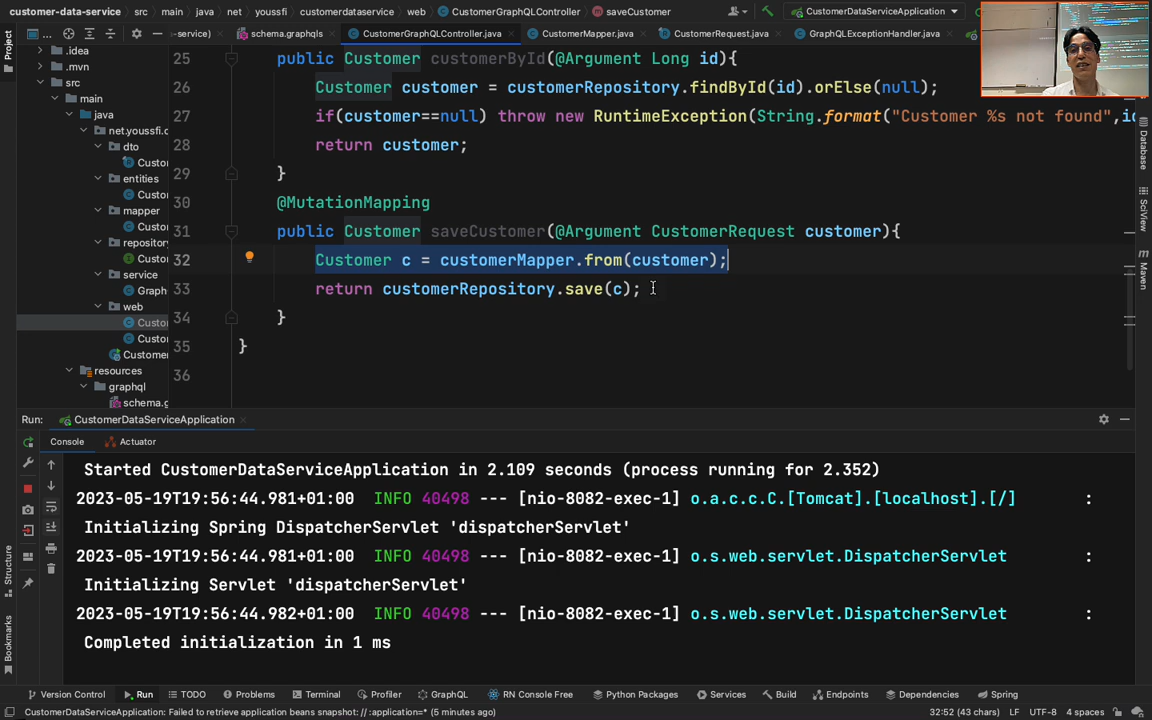 customer-data-service > src > main > java > net > youssfi > customerdataservice > web > CustomerGraphQLController > saveCustomer
CustomerDataServiceApplication
Project
-service)
schema.graphqls
CustomerGraphQLController.java
CustomerMapper.java
CustomerRequest.java
GraphQLExceptionHandler.java
.idea
.mvn
src
main
java
net.youssfi.c
dto
Custo
entities
Custo
mapper
Custo
repository
Custo
service
Graph
web
Custo
Custo
Customer
resources
graphql
schema.g
25 public Customer customerById(@Argument Long id){
26 Customer customer = customerRepository.findById(id).orElse(null);
27 if(customer==null) throw new RuntimeException(String.format("Customer %s not found",id
28 return customer;
29 }
30 @MutationMapping
31 public Customer saveCustomer(@Argument CustomerRequest customer){
32 Customer c = customerMapper.from(customer);
33 return customerRepository.save(c);
34 }
35 }
36
Database
SciView
Maven
Run: CustomerDataServiceApplication
Console Actuator
Started CustomerDataServiceApplication in 2.109 seconds (process running for 2.352)
2023-05-19T19:56:44.981+01:00 INFO 40498 --- [nio-8082-exec-1] o.a.c.c.C.[Tomcat].[localhost].[/] :
Initializing Spring DispatcherServlet 'dispatcherServlet'
2023-05-19T19:56:44.981+01:00 INFO 40498 --- [nio-8082-exec-1] o.s.web.servlet.DispatcherServlet :
Initializing Servlet 'dispatcherServlet'
2023-05-19T19:56:44.982+01:00 INFO 40498 --- [nio-8082-exec-1] o.s.web.servlet.DispatcherServlet :
Completed initialization in 1 ms
Structure
Bookmarks
Version Control Run TODO Problems Terminal Profiler GraphQL RN Console Free Python Packages Services Build Endpoints Dependencies Spring
CustomerDataServiceApplication: Failed to retrieve application beans snapshot: // :application=* (5 minutes ago)
32:52 (43 chars) LF UTF-8 4 spaces